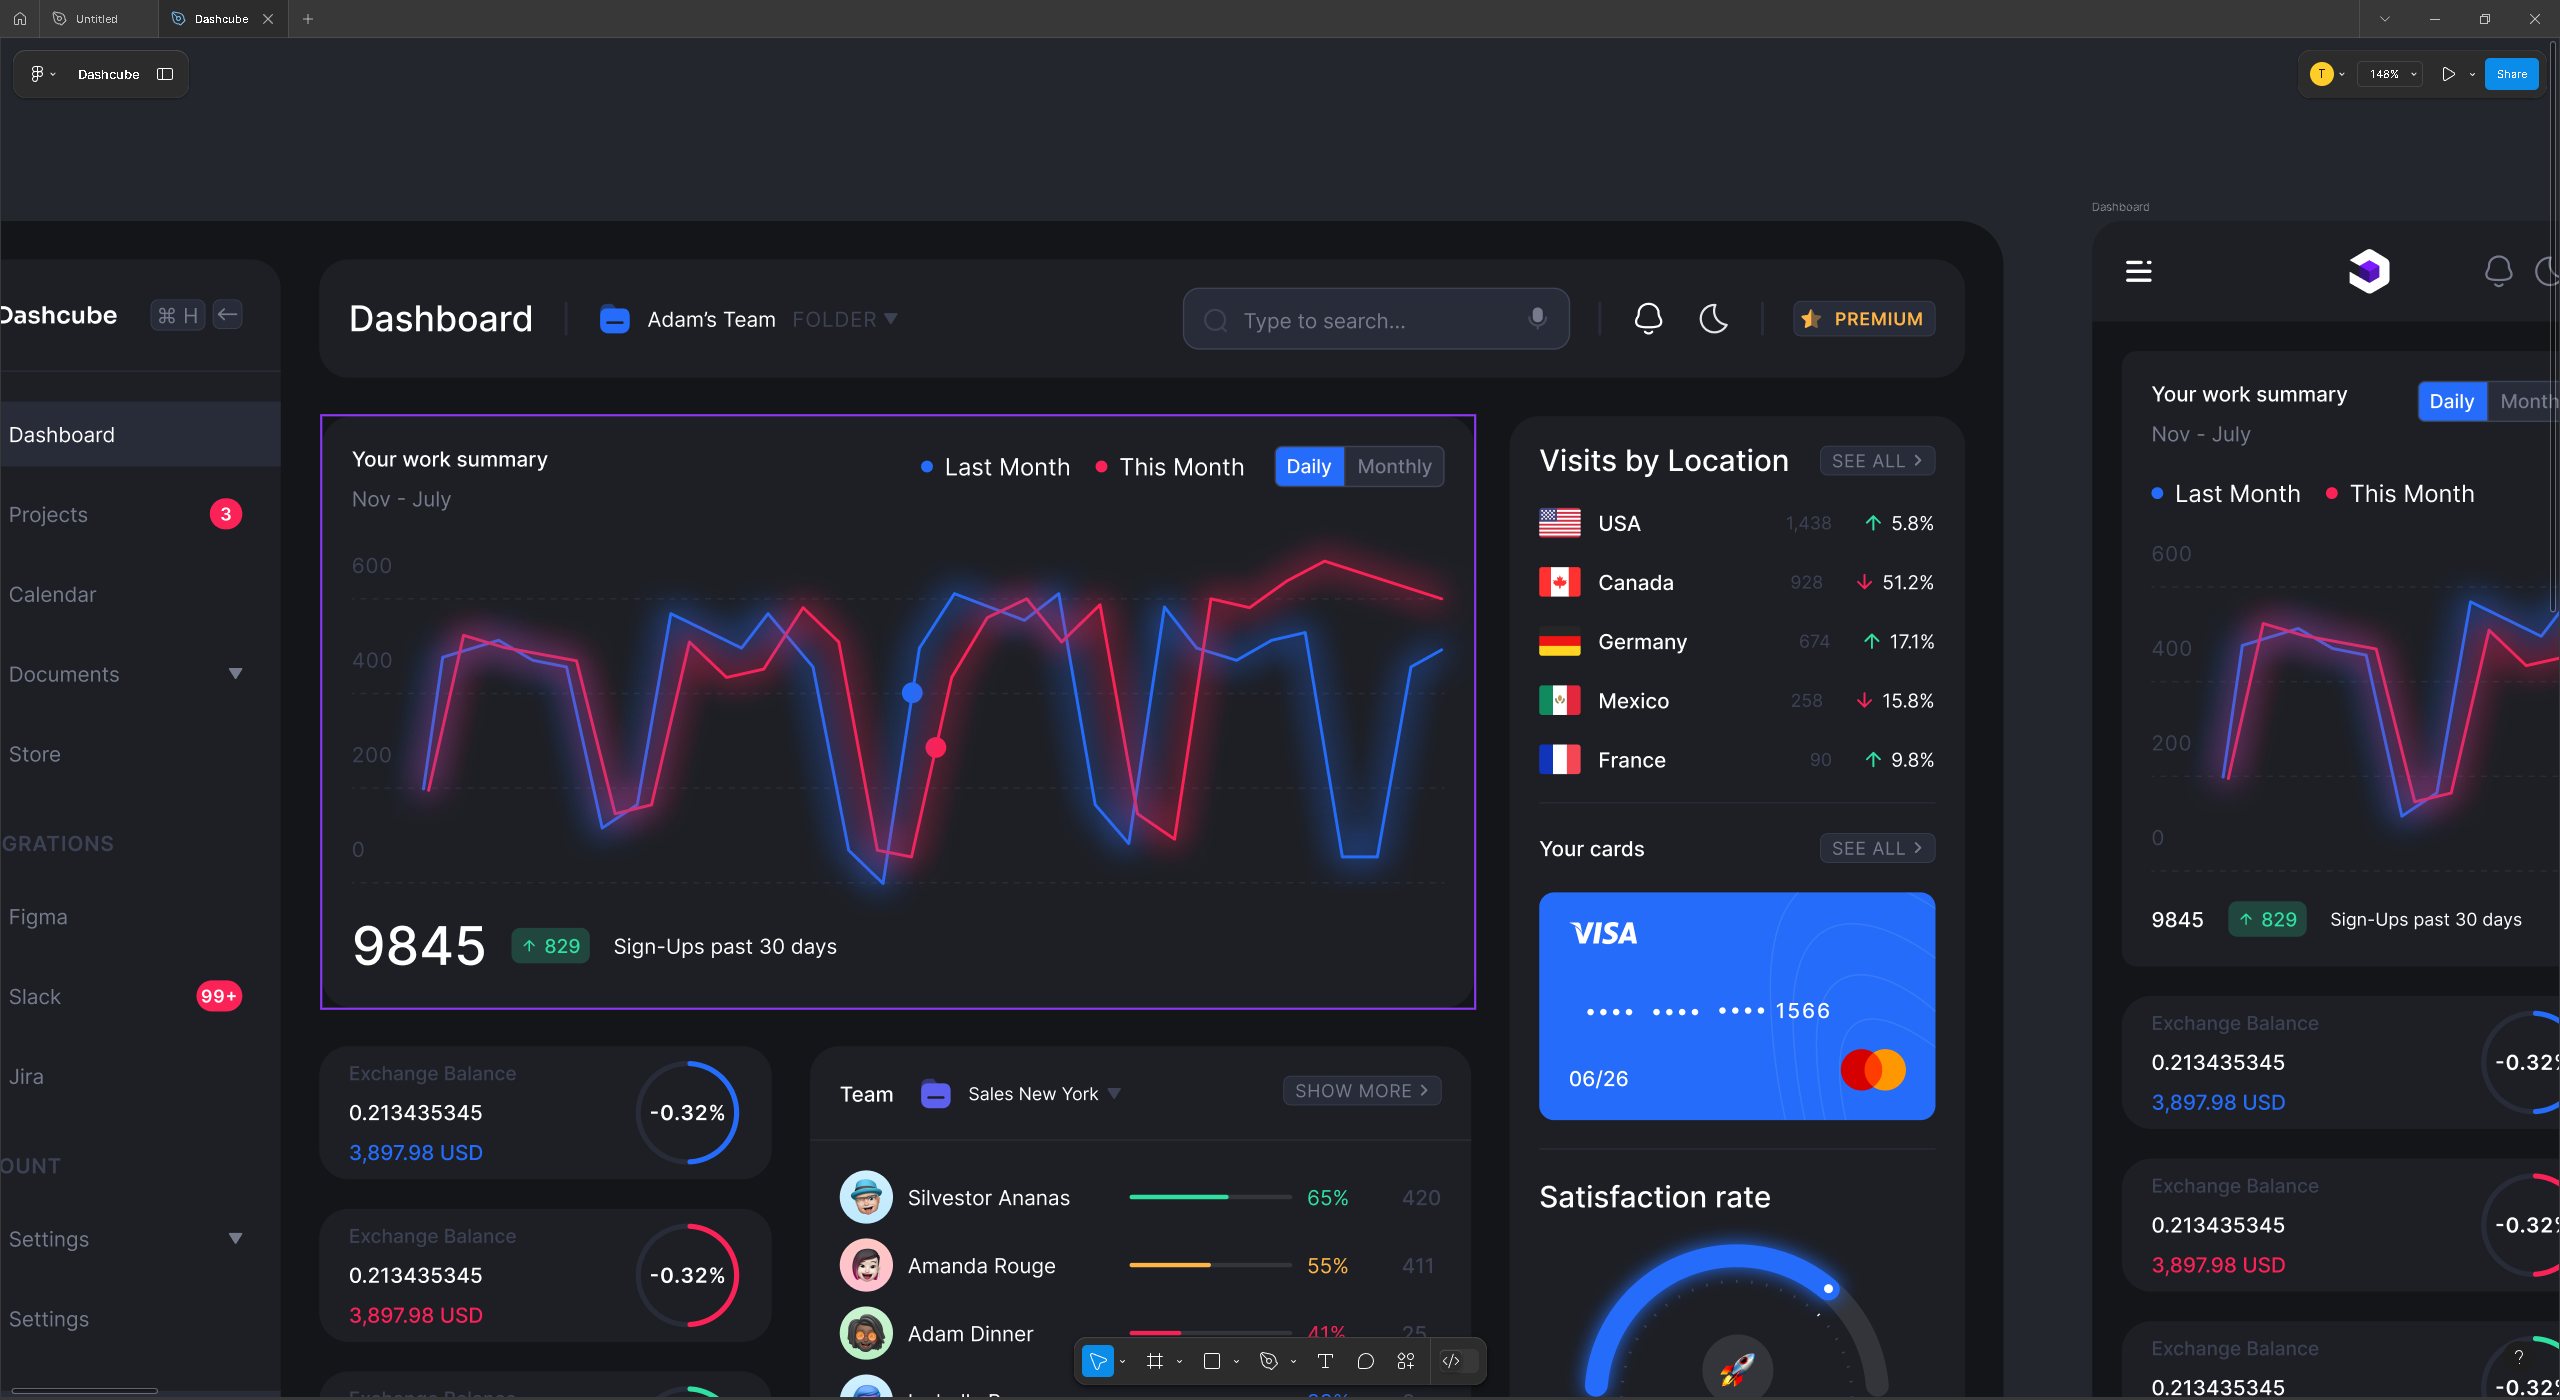 Untitled
Dashcube
Dashcube
T
148%
Share
Dashboard
Dashcube
⌘ H
Dashboard
Projects
3
Calendar
Documents
Store
GRATIONS
Figma
Slack
99+
Jira
OUNT
Settings
Settings
Dashboard
Adam's Team
FOLDER
Type to search...
PREMIUM
Your work summary
Nov - July
Last Month
This Month
Daily
Monthly
600
400
200
0
9845
829
Sign-Ups past 30 days
Visits by Location
SEE ALL
USA 1,438 5.8%
Canada 928 51.2%
Germany 674 17.1%
Mexico 258 15.8%
France 90 9.8%
Your cards
SEE ALL
VISA
•••• •••• •••• 1566
06/26
Satisfaction rate
Exchange Balance
0.213435345
3,897.98 USD
-0.32%
Exchange Balance
0.213435345
3,897.98 USD
-0.32%
Team
Sales New York
SHOW MORE
Silvestor Ananas 65% 420
Amanda Rouge 55% 411
Adam Dinner 41% 25
Your work summary
Nov - July
Daily
Month
Last Month
This Month
600
400
200
0
9845
829
Sign-Ups past 30 days
Exchange Balance
0.213435345
3,897.98 USD
-0.32%
Exchange Balance
0.213435345
3,897.98 USD
-0.32%
Exchange Balance
0.213435345
-0.32%
?